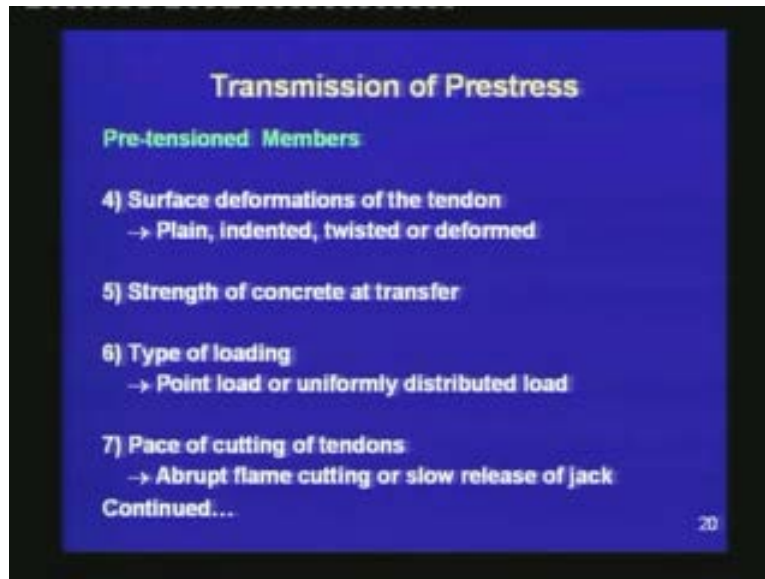 Transmission of Prestress
Pre-tensioned Members
4) Surface deformations of the tendon
→ Plain, indented, twisted or deformed
5) Strength of concrete at transfer
6) Type of loading
→ Point load or uniformly distributed load
7) Pace of cutting of tendons
→ Abrupt flame cutting or slow release of jack
Continued...
20